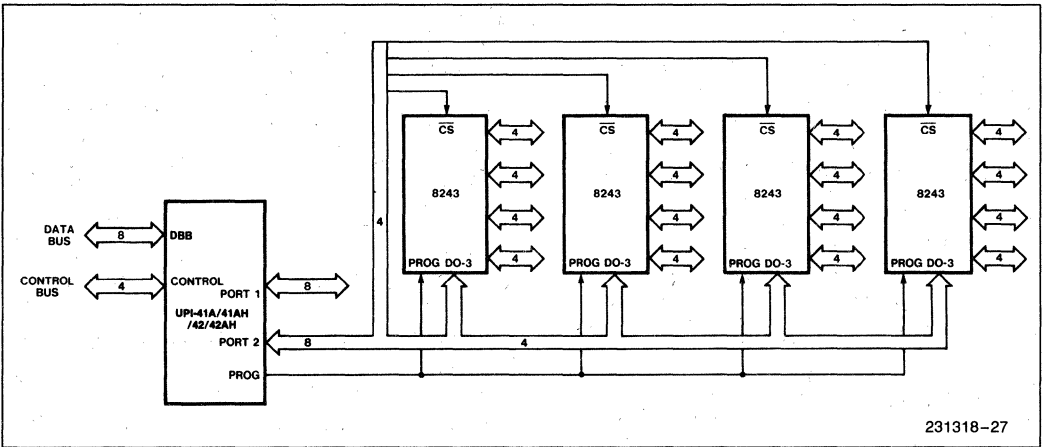 CS CS CS CS
4 4 4 4
4 4 4 4
8243 8243 8243 8243
4 4 4 4
4 4 4 4
PROG DO-3 PROG DO-3 PROG DO-3 PROG DO-3
4
DATA BUS
8
DBB
CONTROL BUS
4
CONTROL
PORT 1
8
UPI-41A/41AH
/42/42AH
PORT 2
8
4
PROG
231318-27